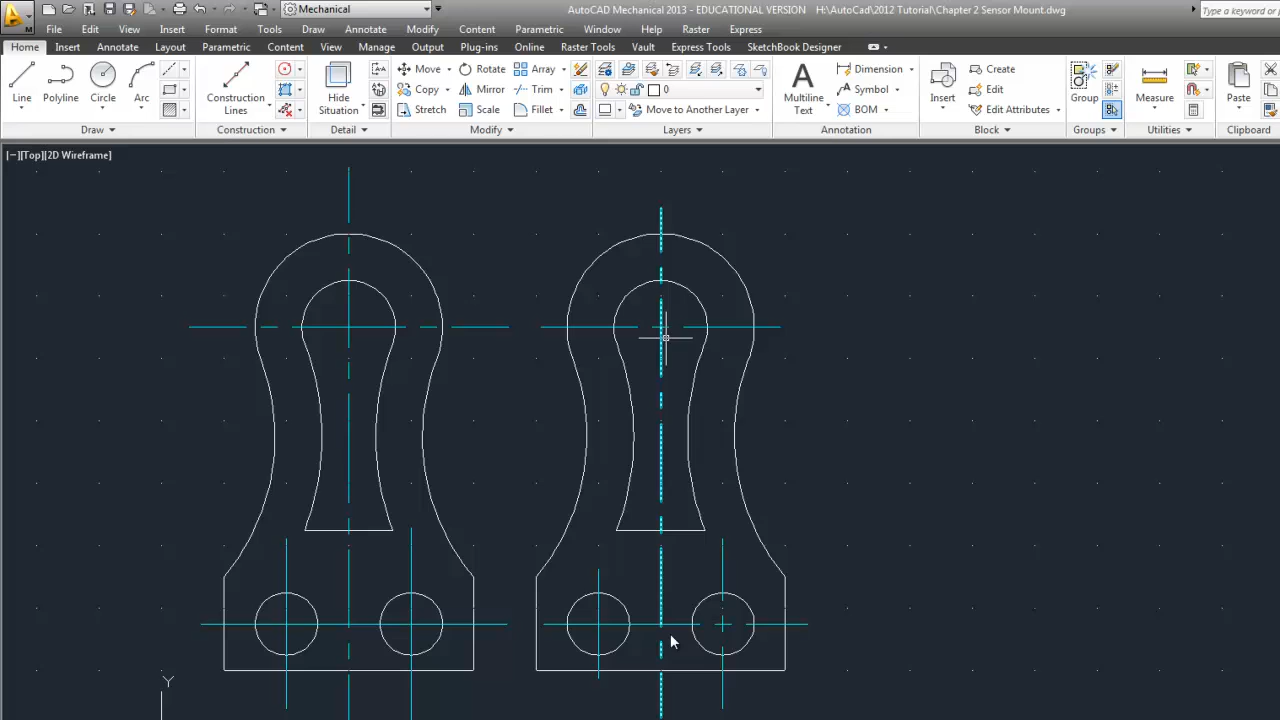 Mechanical
AutoCAD Mechanical 2013 - EDUCATIONAL VERSION H:\AutoCad\2012 Tutorial\Chapter 2 Sensor Mount.dwg
Type a keyword or phrase
File Edit View Insert Format Tools Draw Annotate Modify Content Parametric Window Help Raster Express
Home Insert Annotate Layout Parametric Content View Manage Output Plug-ins Online Raster Tools Vault Express Tools SketchBook Designer
Line Polyline Circle Arc
Construction Lines
Hide Situation
Move Rotate Array
Copy Mirror Trim
Stretch Scale Fillet
0
Move to Another Layer
Multiline Text
Dimension
Symbol
BOM
Insert
Create
Edit
Edit Attributes
Group
Measure
Paste
Draw Construction Detail Modify Layers Annotation Block Groups Utilities Clipboard
[−][Top][2D Wireframe]
Y